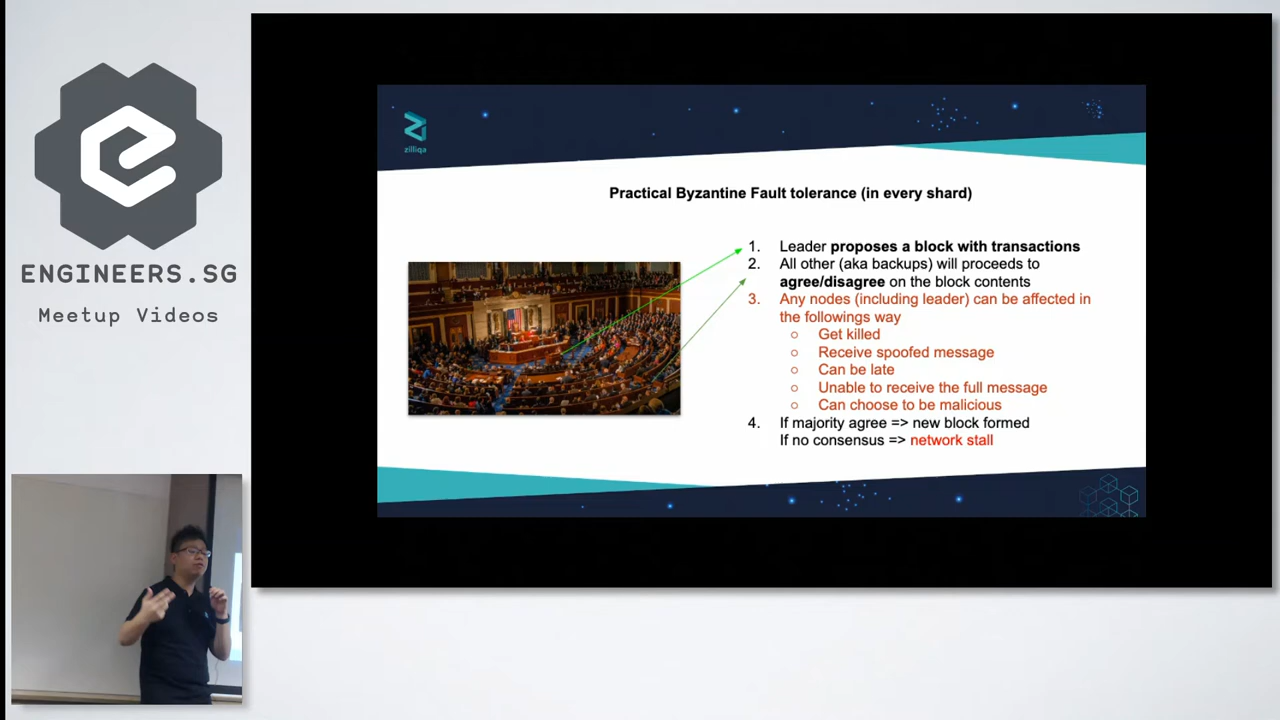 ENGINEERS.SG
Meetup Videos
zilliqa
Practical Byzantine Fault tolerance (in every shard)
1. Leader proposes a block with transactions
2. All other (aka backups) will proceeds to
agree/disagree on the block contents
3. Any nodes (including leader) can be affected in
the followings way
○ Get killed
○ Receive spoofed message
○ Can be late
○ Unable to receive the full message
○ Can choose to be malicious
4. If majority agree => new block formed
If no consensus => network stall